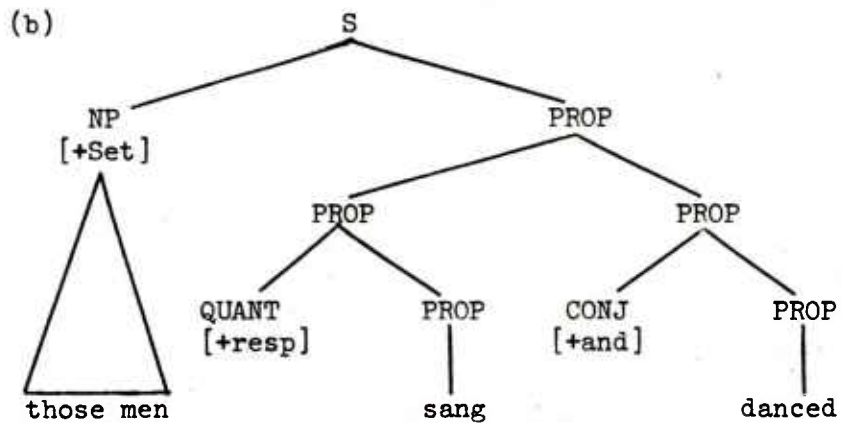 (b)
S
NP PROP
[+Set]
PROP PROP
QUANT PROP CONJ PROP
[+resp] [+and]
those men sang danced